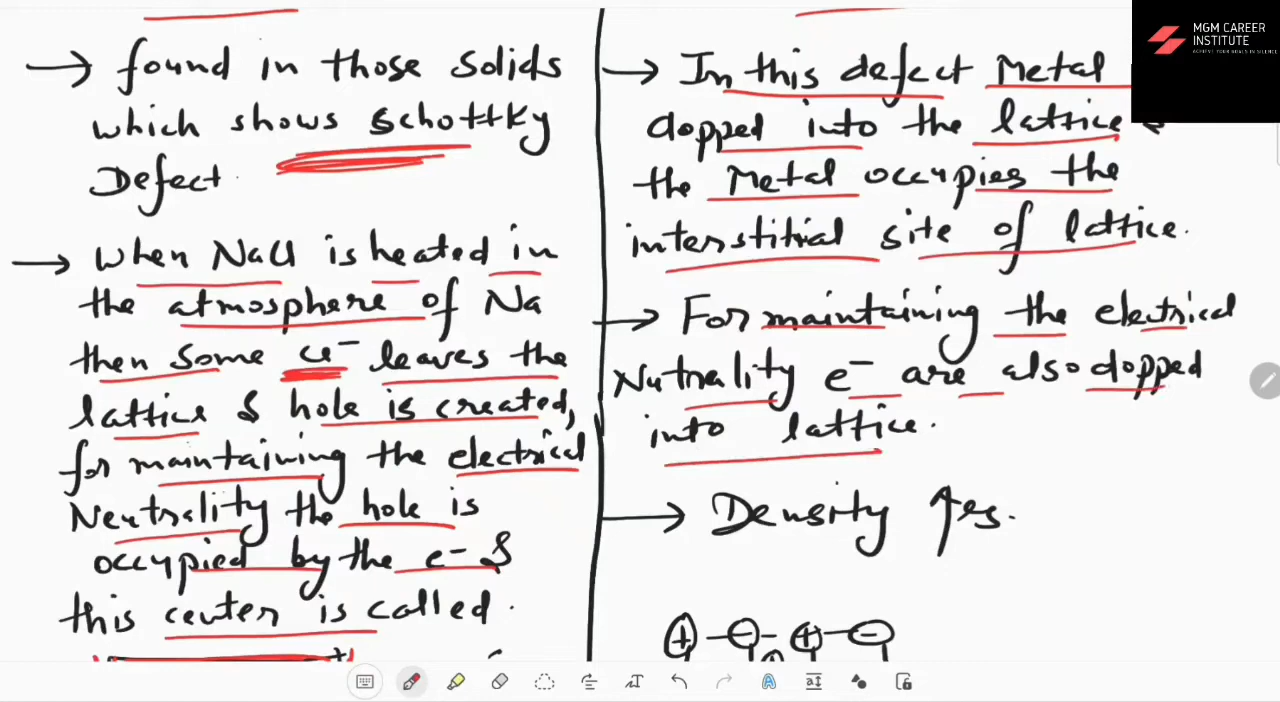 → found in those solids
which shows Schottky
Defect.
→ when NaCl is heated in
the atmosphere of Na
then some Cl⁻ leaves the
lattice & hole is created,
for maintaining the electrical
Neutrality the hole is
occupied by the e⁻ &
this center is called.
→ In this defect Metal
dopped into the lattice &
the Metal occupies the
interstitial site of lattice.
→ For maintaining the electrical
Nutrality e⁻ are also dopped
into lattice.
→ Density ↑es.
+ - + -
MGM CAREER
INSTITUTE